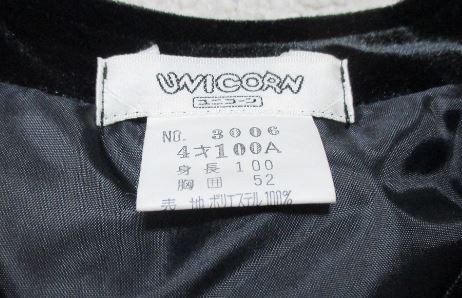 UNICORN
ユニコーン
NO. 3006
4才100A
身長 100
胸囲 52
表 地 ポリエステル 100%